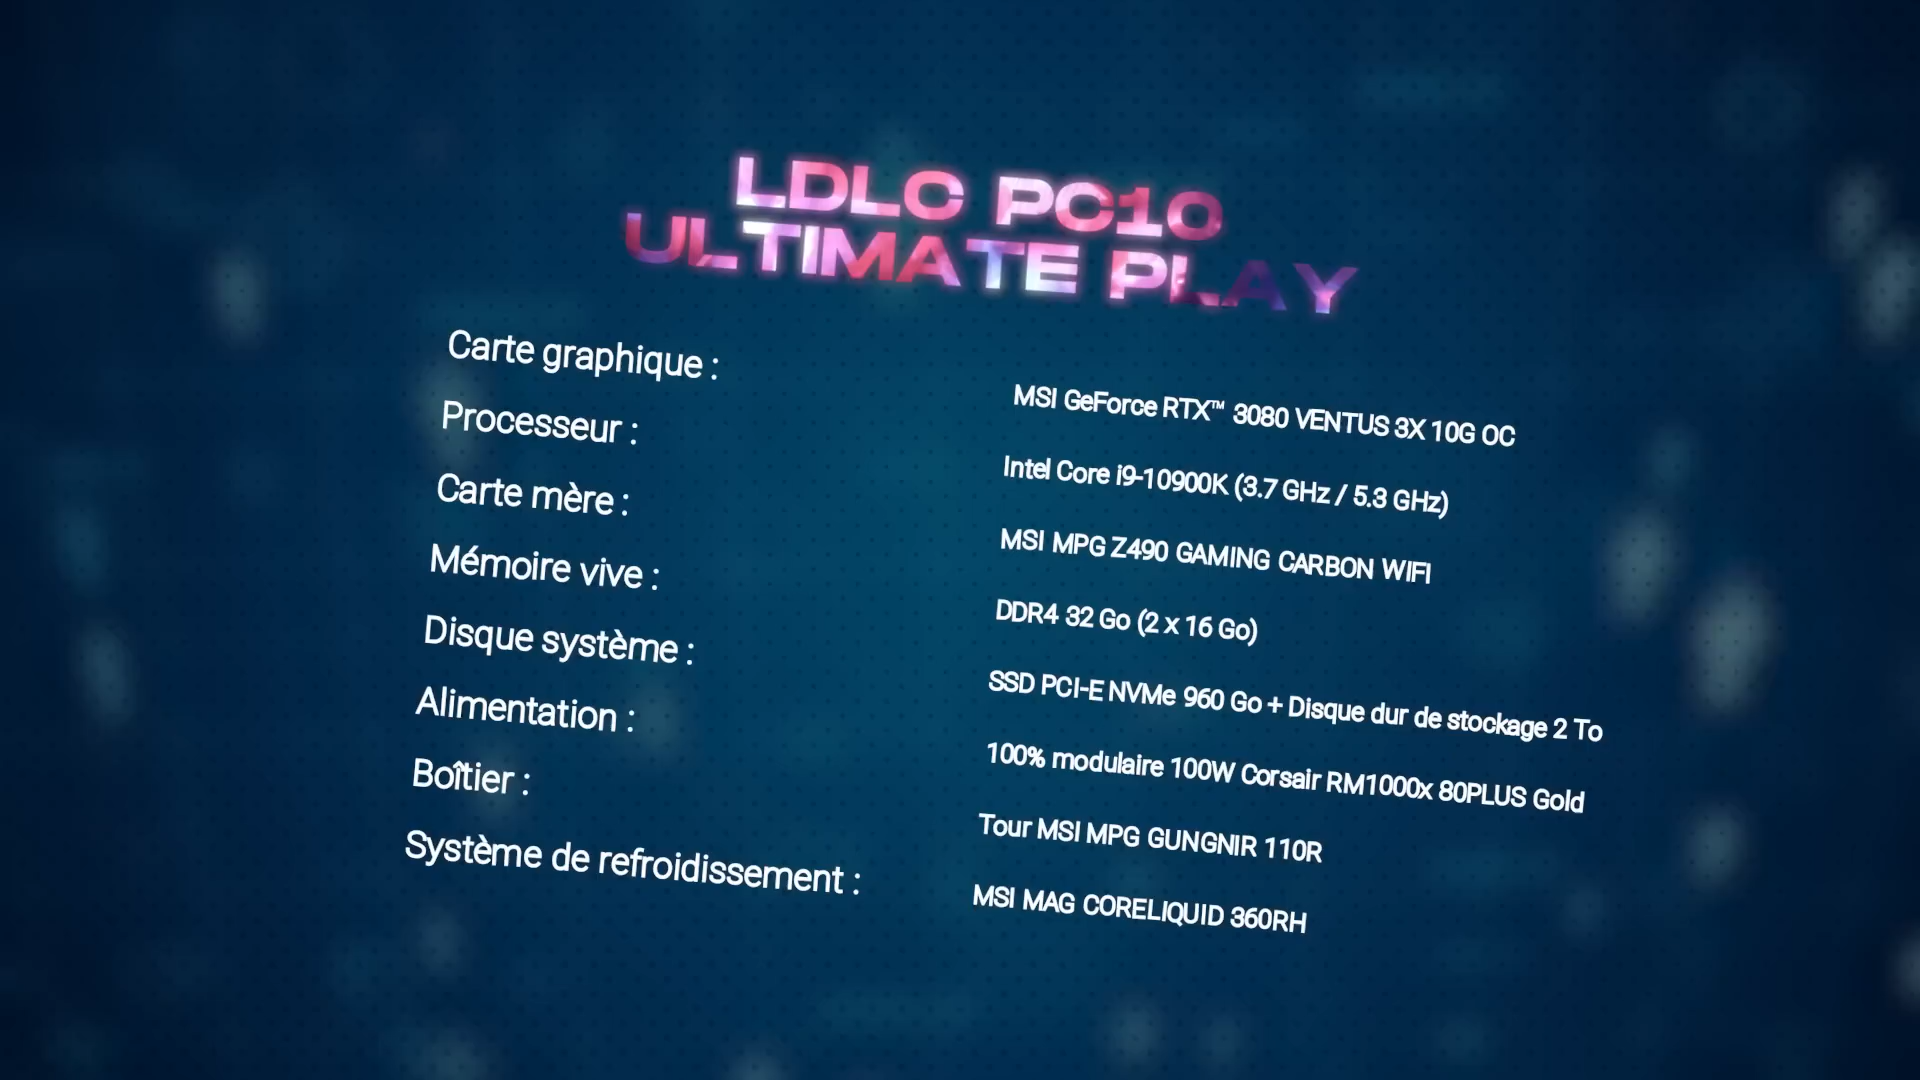 LDLC PC10
ULTIMATE PLAY
Carte graphique :
MSI GeForce RTX™ 3080 VENTUS 3X 10G OC
Processeur :
Intel Core i9-10900K (3.7 GHz / 5.3 GHz)
Carte mère :
MSI MPG Z490 GAMING CARBON WIFI
Mémoire vive :
DDR4 32 Go (2 x 16 Go)
Disque système :
SSD PCI-E NVMe 960 Go + Disque dur de stockage 2 To
Alimentation :
100% modulaire 100W Corsair RM1000x 80PLUS Gold
Boîtier :
Tour MSI MPG GUNGNIR 110R
Système de refroidissement :
MSI MAG CORELIQUID 360RH